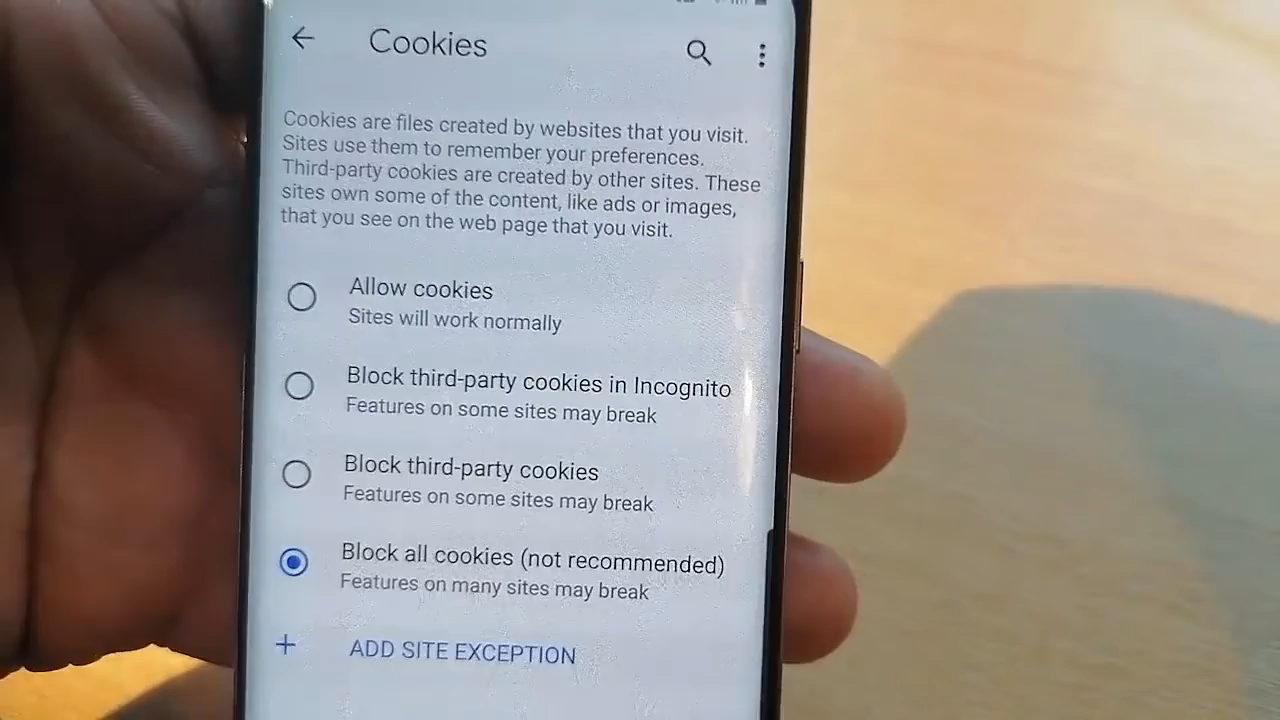 Cookies
Cookies are files created by websites that you visit.
Sites use them to remember your preferences.
Third-party cookies are created by other sites. These
sites own some of the content, like ads or images,
that you see on the web page that you visit.
Allow cookies
Sites will work normally
Block third-party cookies in Incognito
Features on some sites may break
Block third-party cookies
Features on some sites may break
Block all cookies (not recommended)
Features on many sites may break
+ ADD SITE EXCEPTION